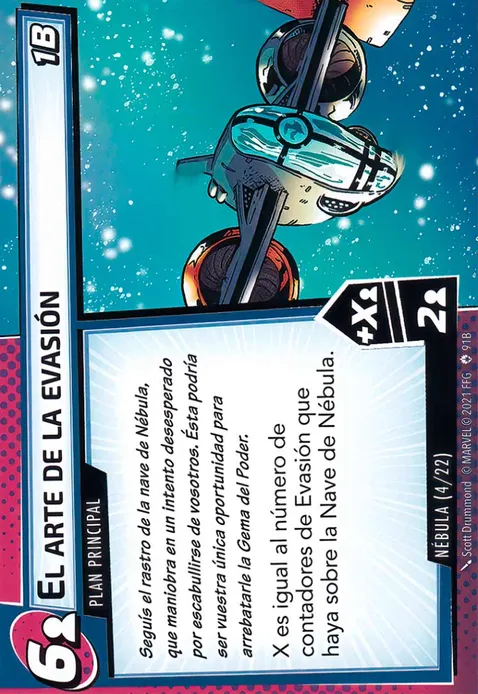 6
EL ARTE DE LA EVASIÓN
1B
PLAN PRINCIPAL
Seguís el rastro de la nave de Nébula,
que maniobra en un intento desesperado
por escabullirse de vosotros. Ésta podría
ser vuestra única oportunidad para
arrebatarle la Gema del Poder.
X es igual al número de
contadores de Evasión que
haya sobre la Nave de Nébula.
+X
2
NÉBULA (4/22)
Scott Drummond © MARVEL © 2021 FFG 91B